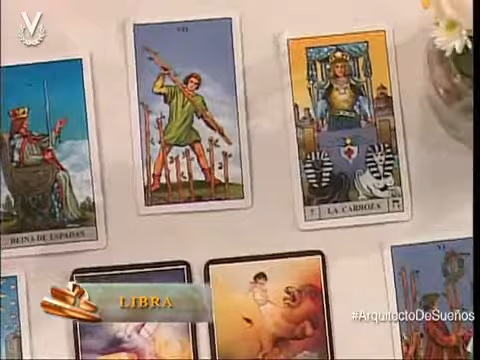 VII
REINA DE ESPADAS
7 LA CARROZA
LIBRA
VI
#ArquitectoDeSueños